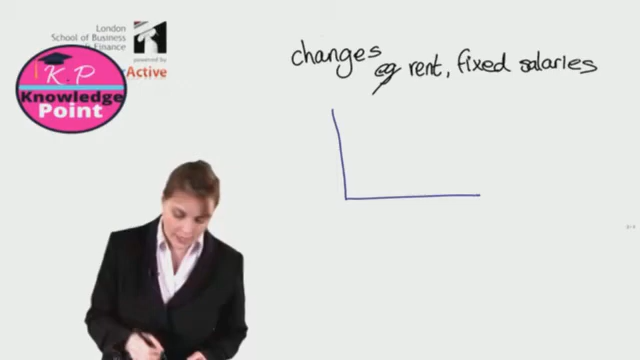 London
School of Business
& Finance
powered by
Active
K.P
Knowledge
Point
changes
eg rent, fixed salaries